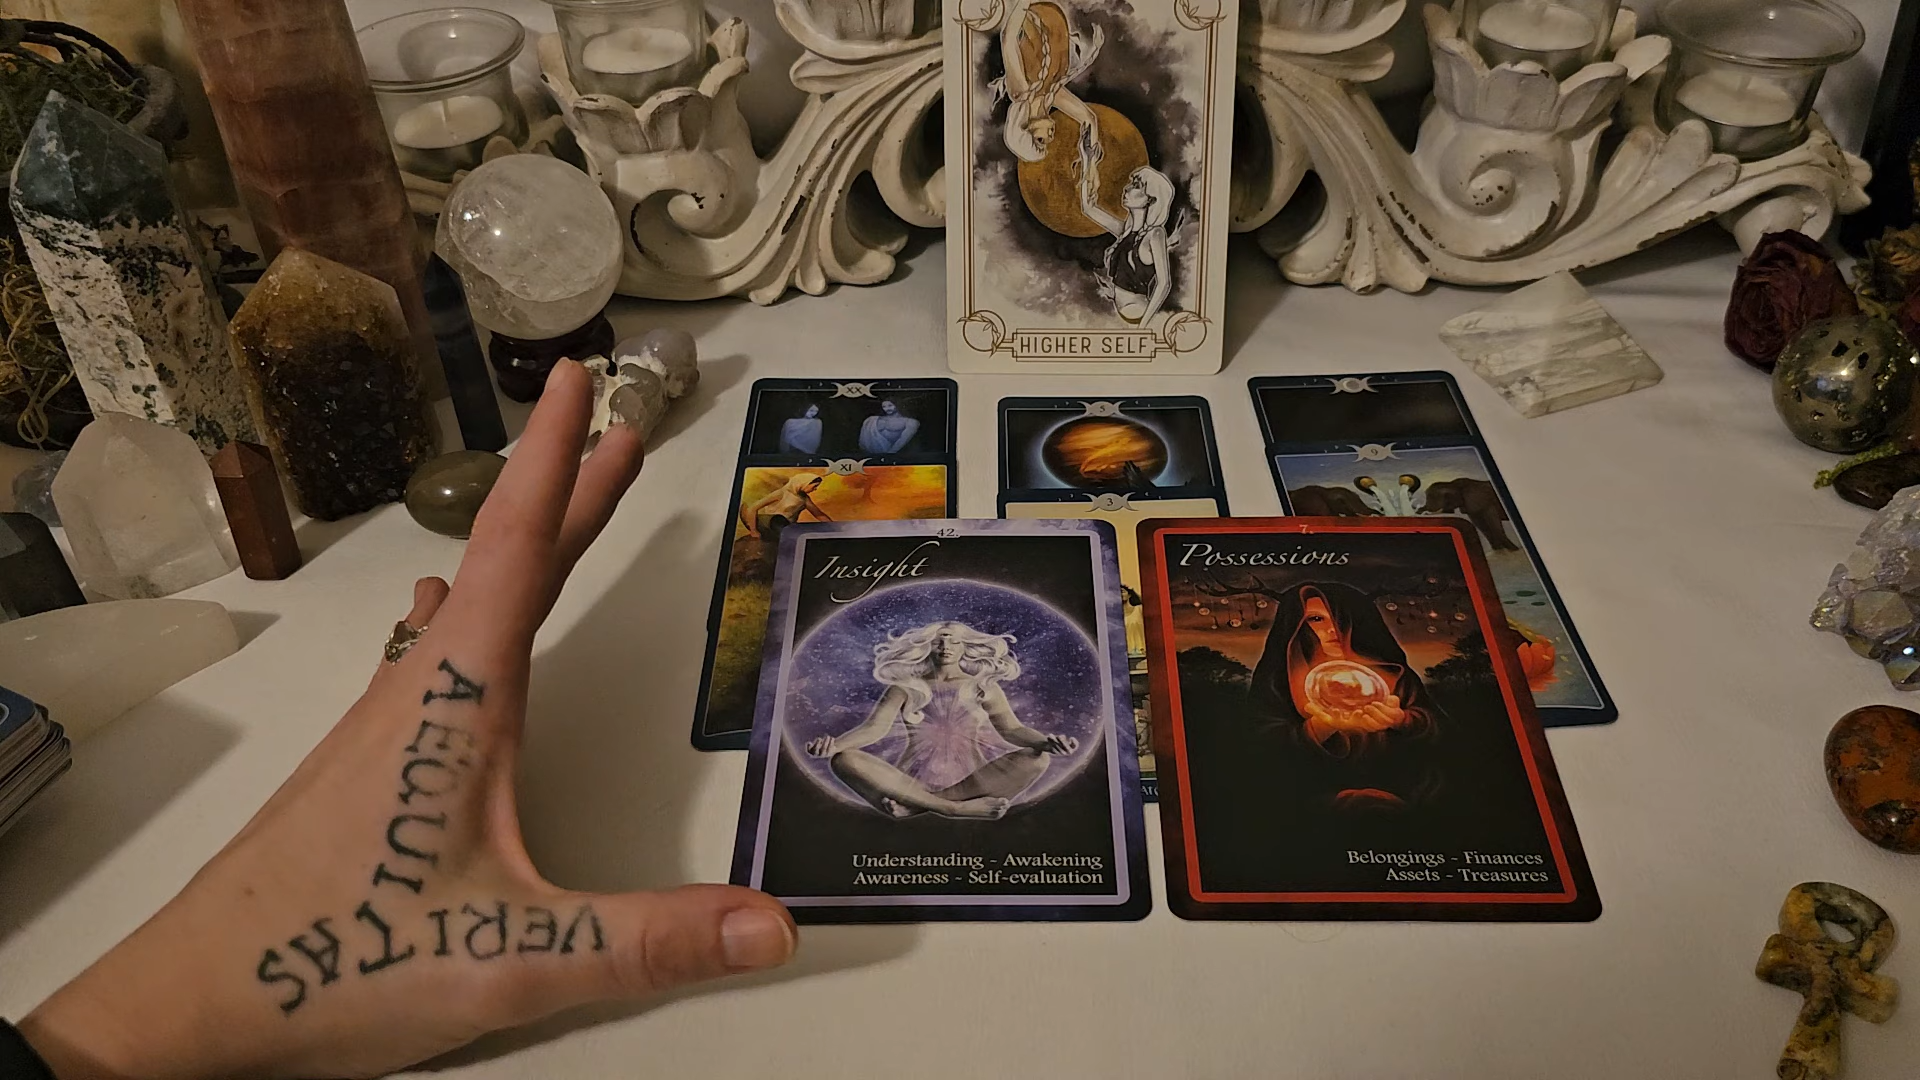 HIGHER SELF
XX
5
9
XI
3
42.
Insight
Understanding - Awakening
Awareness - Self-evaluation
7.
Possessions
Belongings - Finances
Assets - Treasures
AEQUITAS
VERITAS